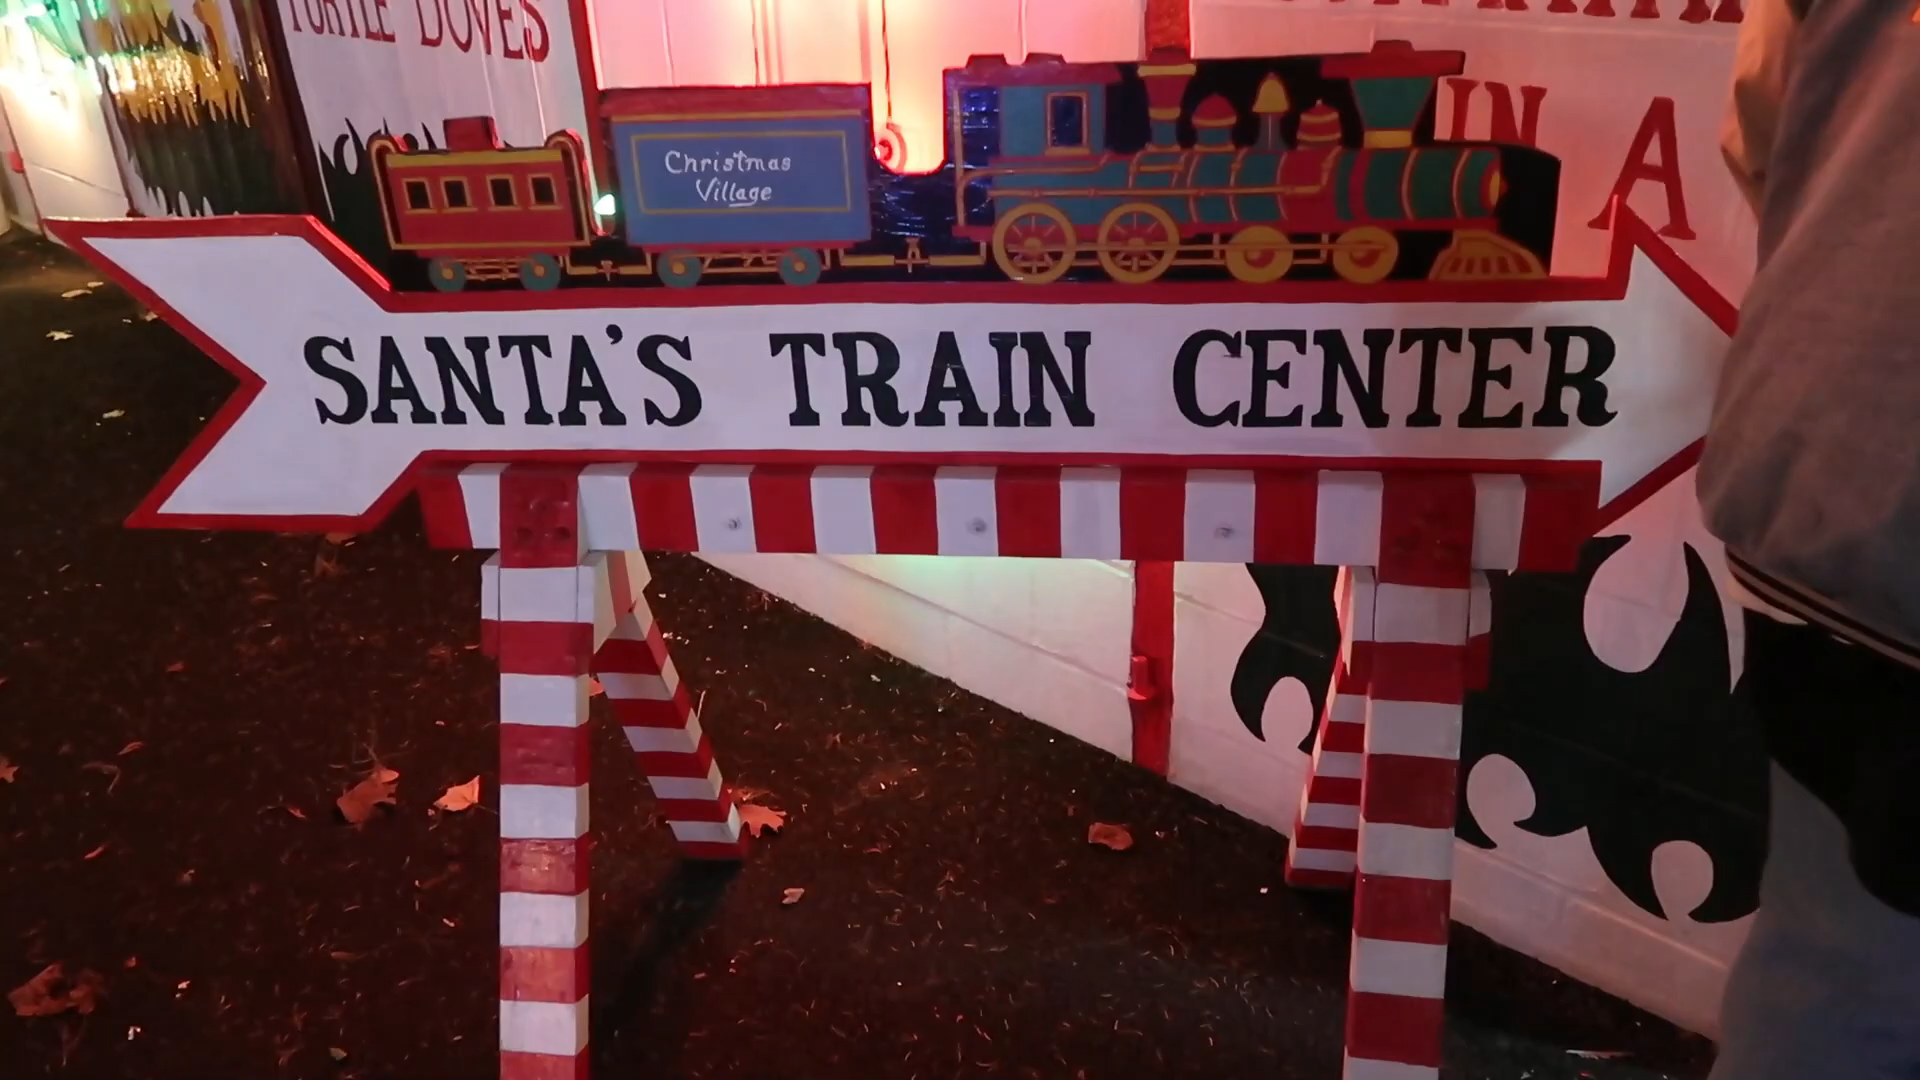 TURTLE DOVES
IN
A
Christmas
Village
SANTA'S TRAIN CENTER